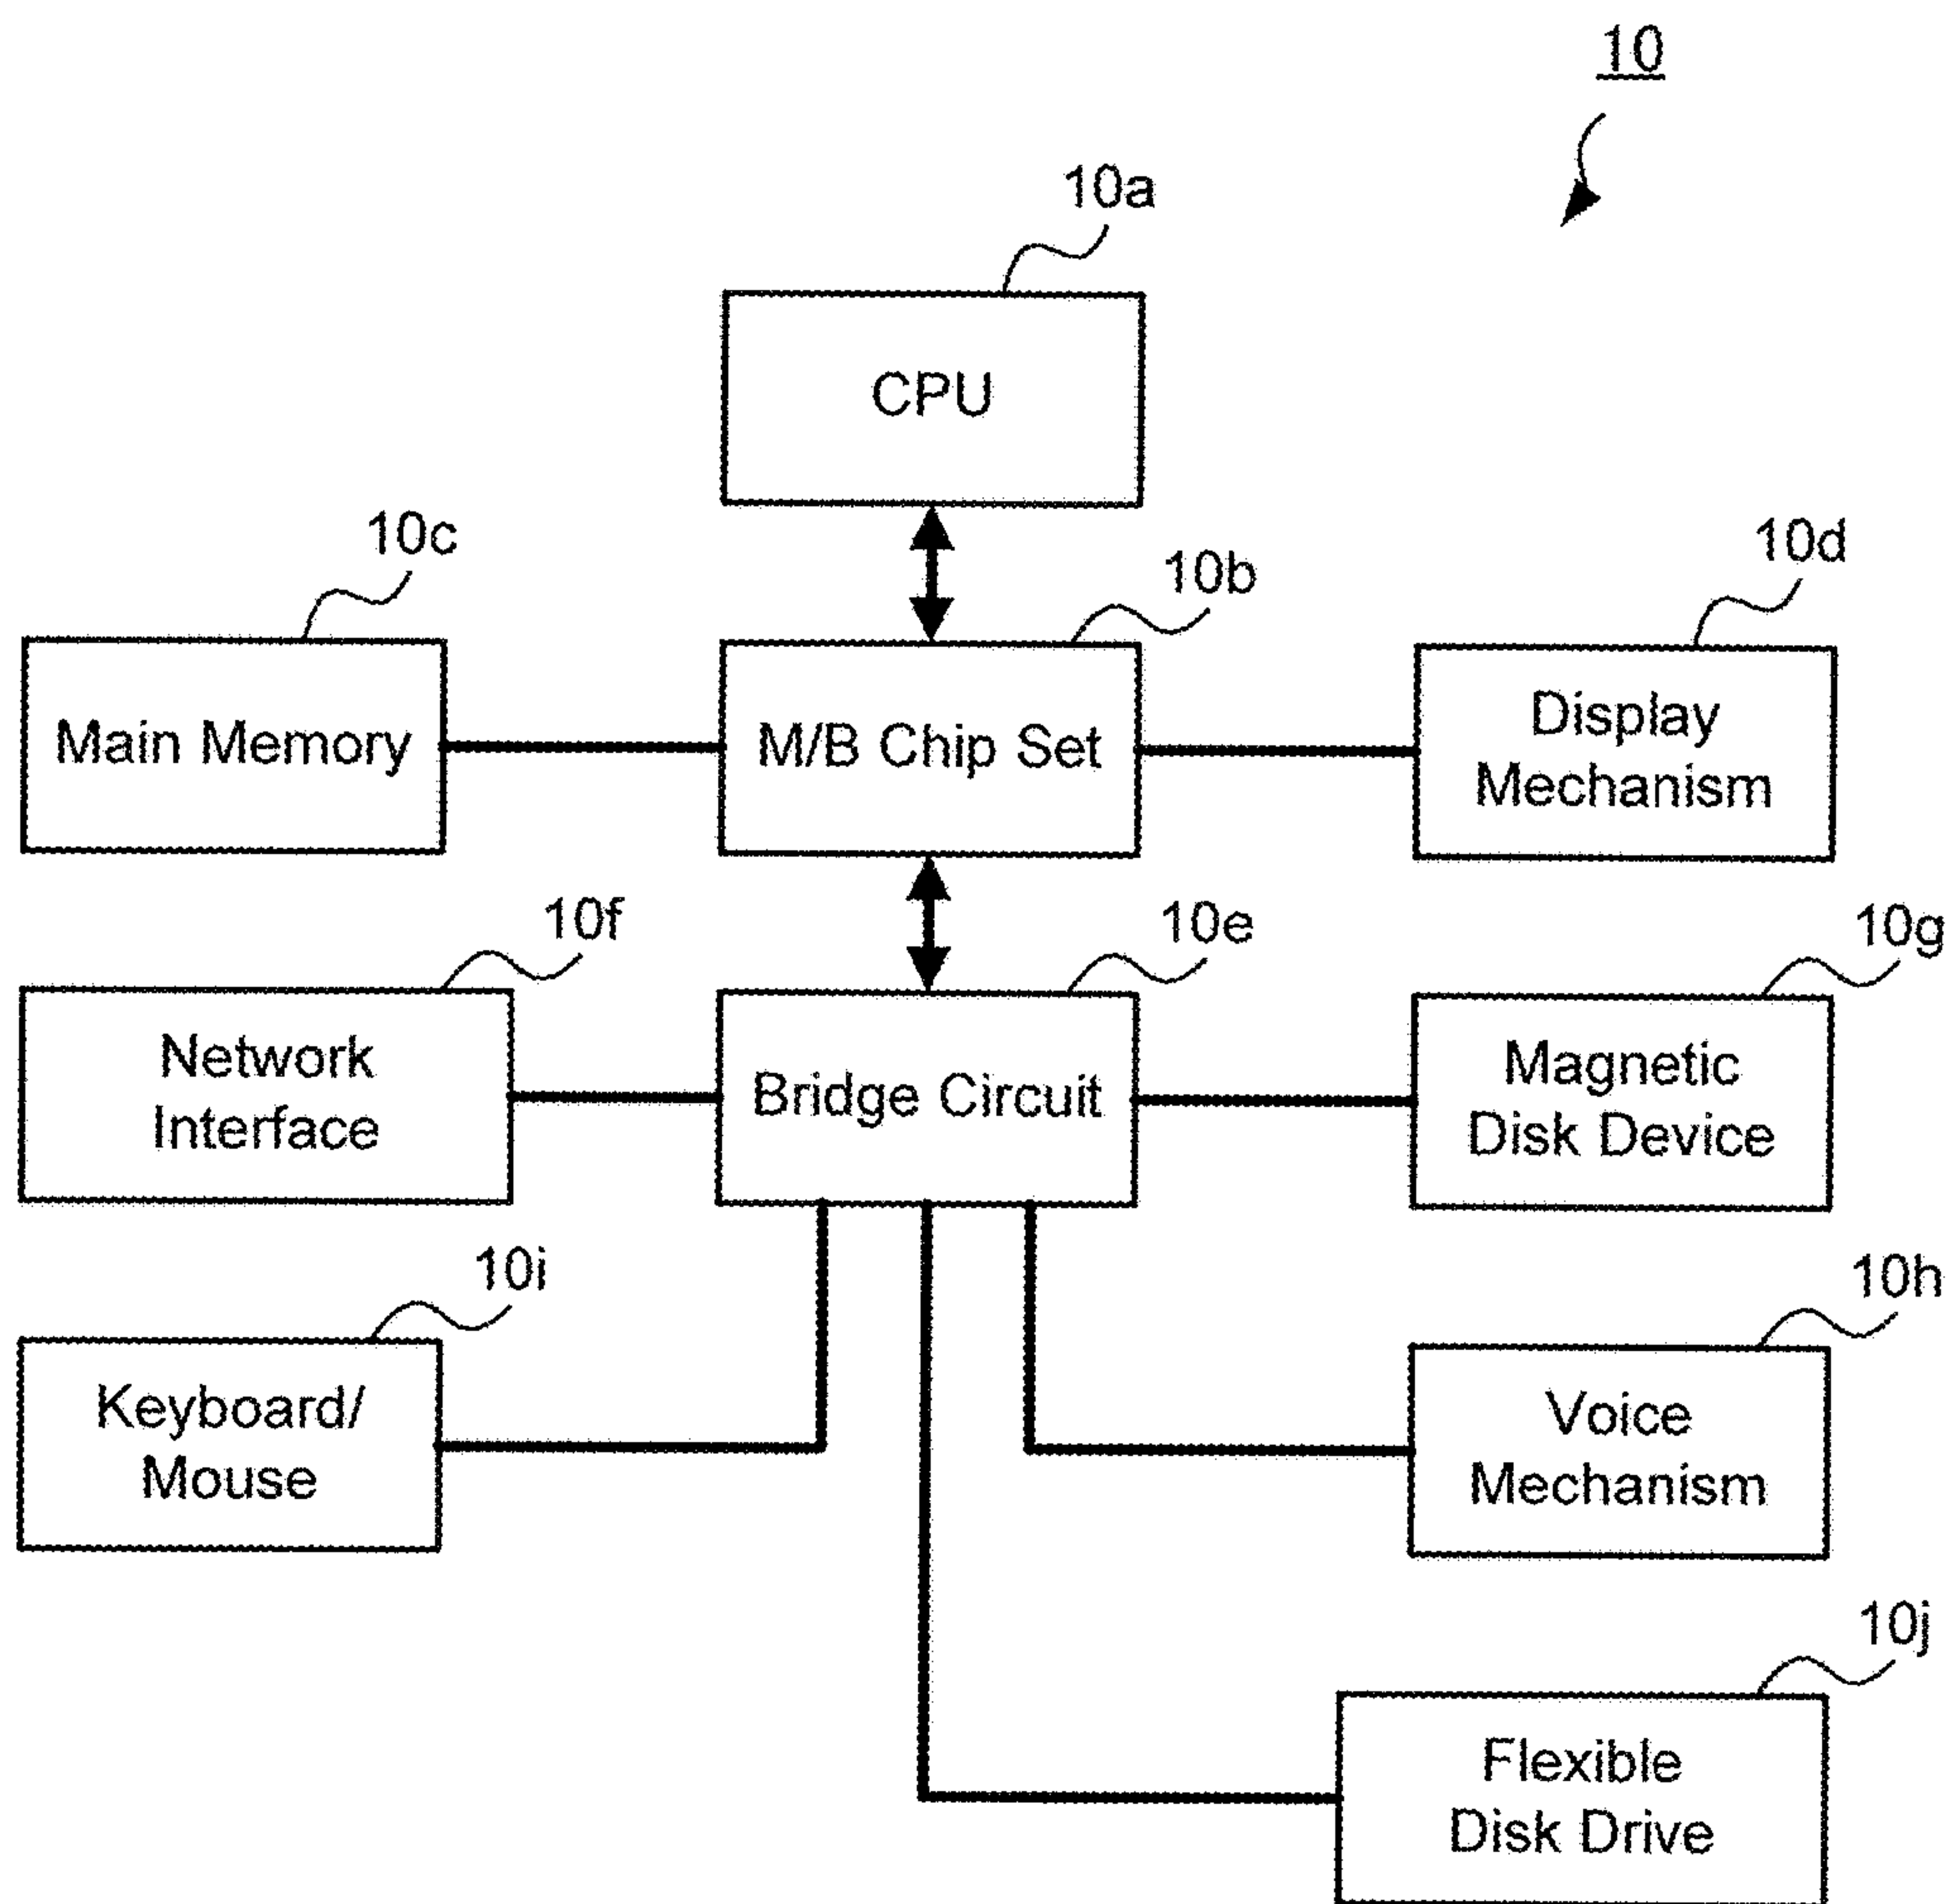 10
10a
CPU
10c
10b
10d
Main Memory
M/B Chip Set
Display
Mechanism
10f
10e
10g
Network
Interface
Bridge Circuit
Magnetic
Disk Device
10i
10h
Keyboard/
Mouse
Voice
Mechanism
10j
Flexible
Disk Drive